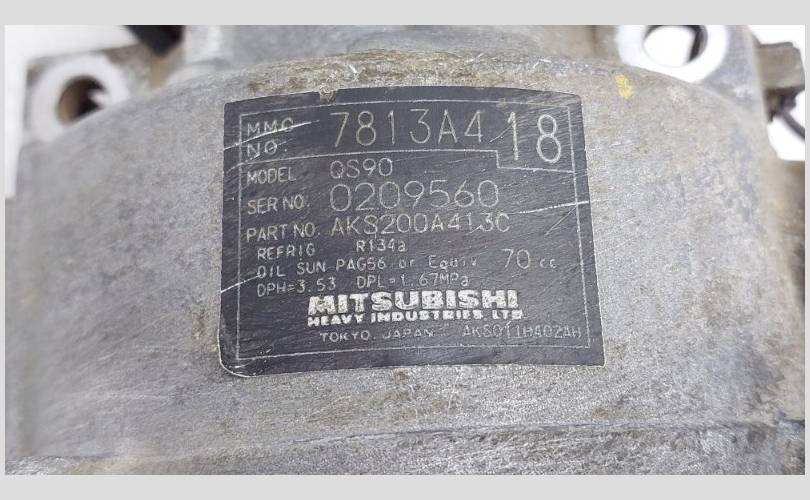 MMC NO. 7813A418
MODEL QS90
SER NO. 0209560
PART NO. AKS200A413C
REFRIG R134a
OIL SUN-PAG56 or Equiv 70 cc
DPH=3.53 DPL=1.67MPa
MITSUBISHI
HEAVY INDUSTRIES, LTD.
TOKYO JAPAN AKS011H402AH